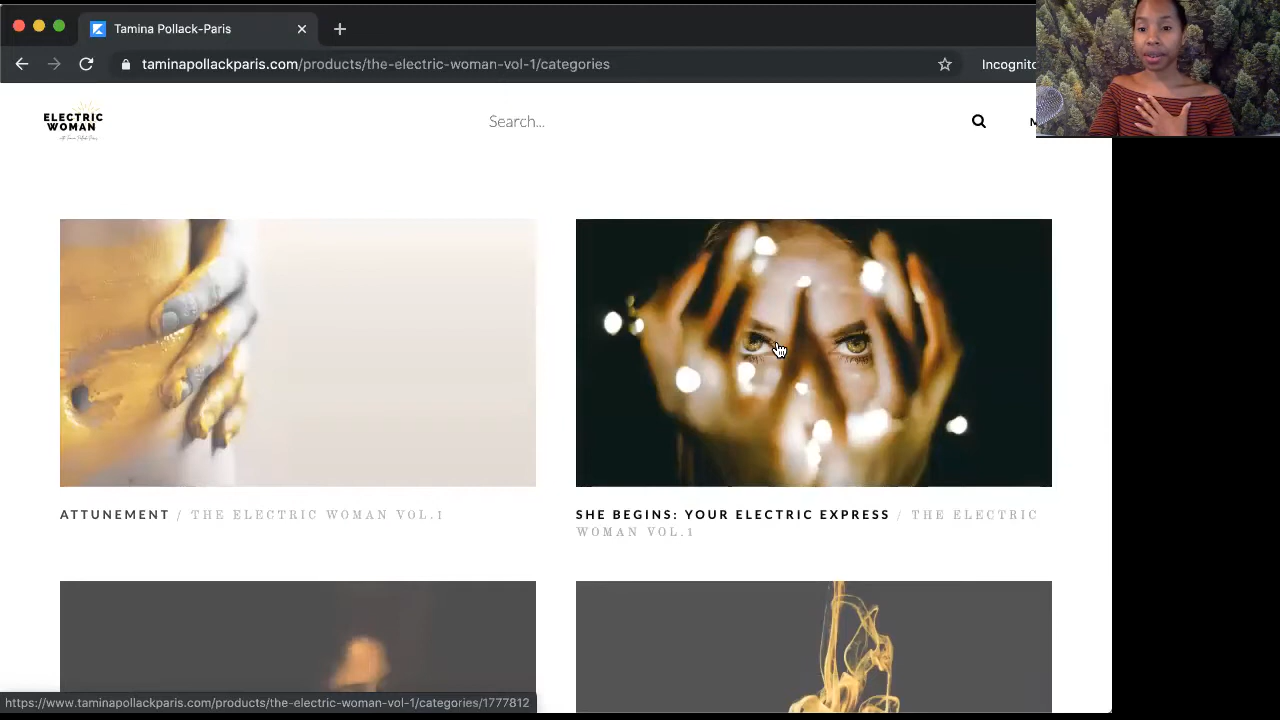 Tamina Pollack-Paris
taminapollackparis.com/products/the-electric-woman-vol-1/categories
Incognito
ELECTRIC
WOMAN
Search...
M
ATTUNEMENT / THE ELECTRIC WOMAN VOL.1
SHE BEGINS: YOUR ELECTRIC EXPRESS / THE ELECTRIC
WOMAN VOL.1
https://www.taminapollackparis.com/products/the-electric-woman-vol-1/categories/1777812